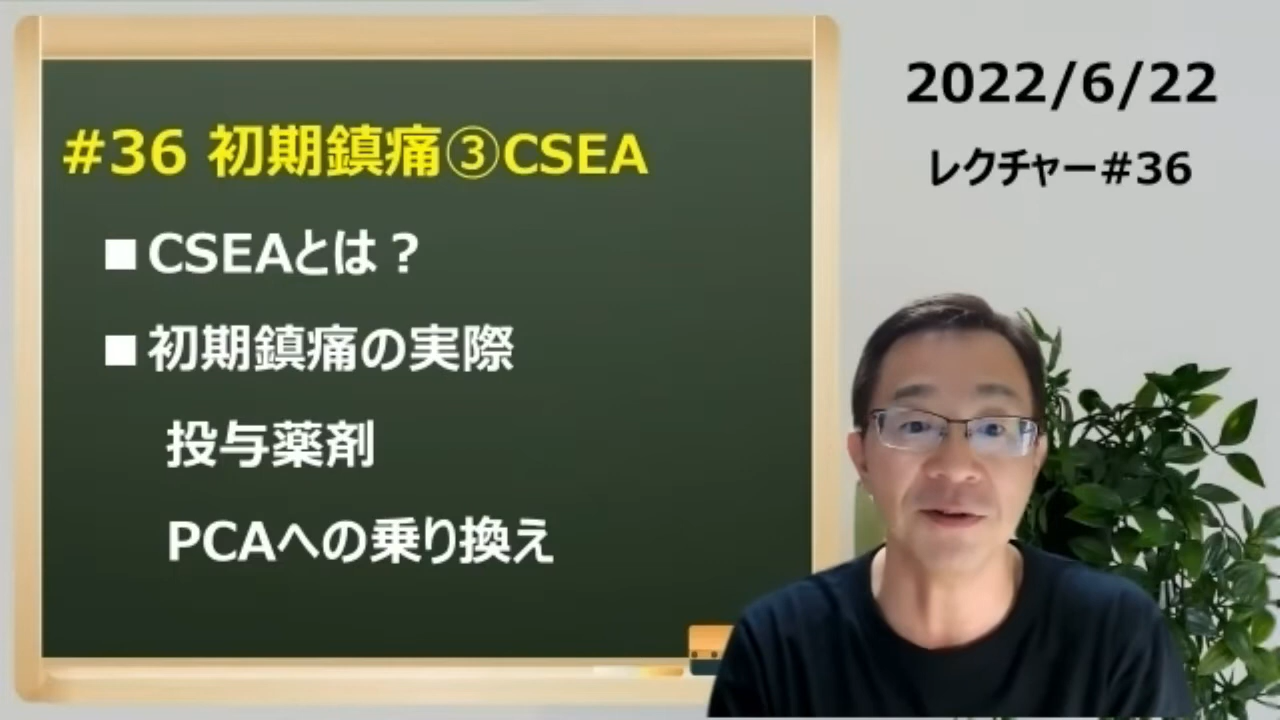 #36 初期鎮痛③CSEA
■CSEAとは？
■初期鎮痛の実際
投与薬剤
PCAへの乗り換え
2022/6/22
レクチャー#36